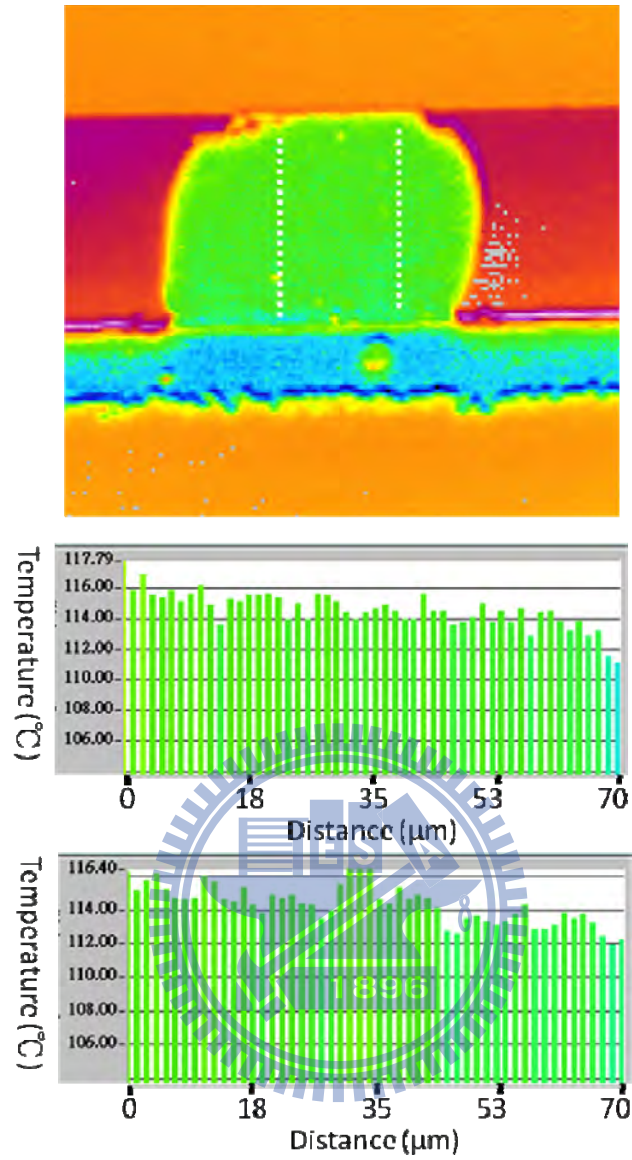 Temperature (°C)
117.79
116.00
114.00
112.00
110.00
108.00
106.00
0 18 35 53 70
Distance (μm)
Temperature (°C)
116.40
114.00
112.00
110.00
108.00
106.00
0 18 35 53 70
Distance (μm)
E S A
8
1896